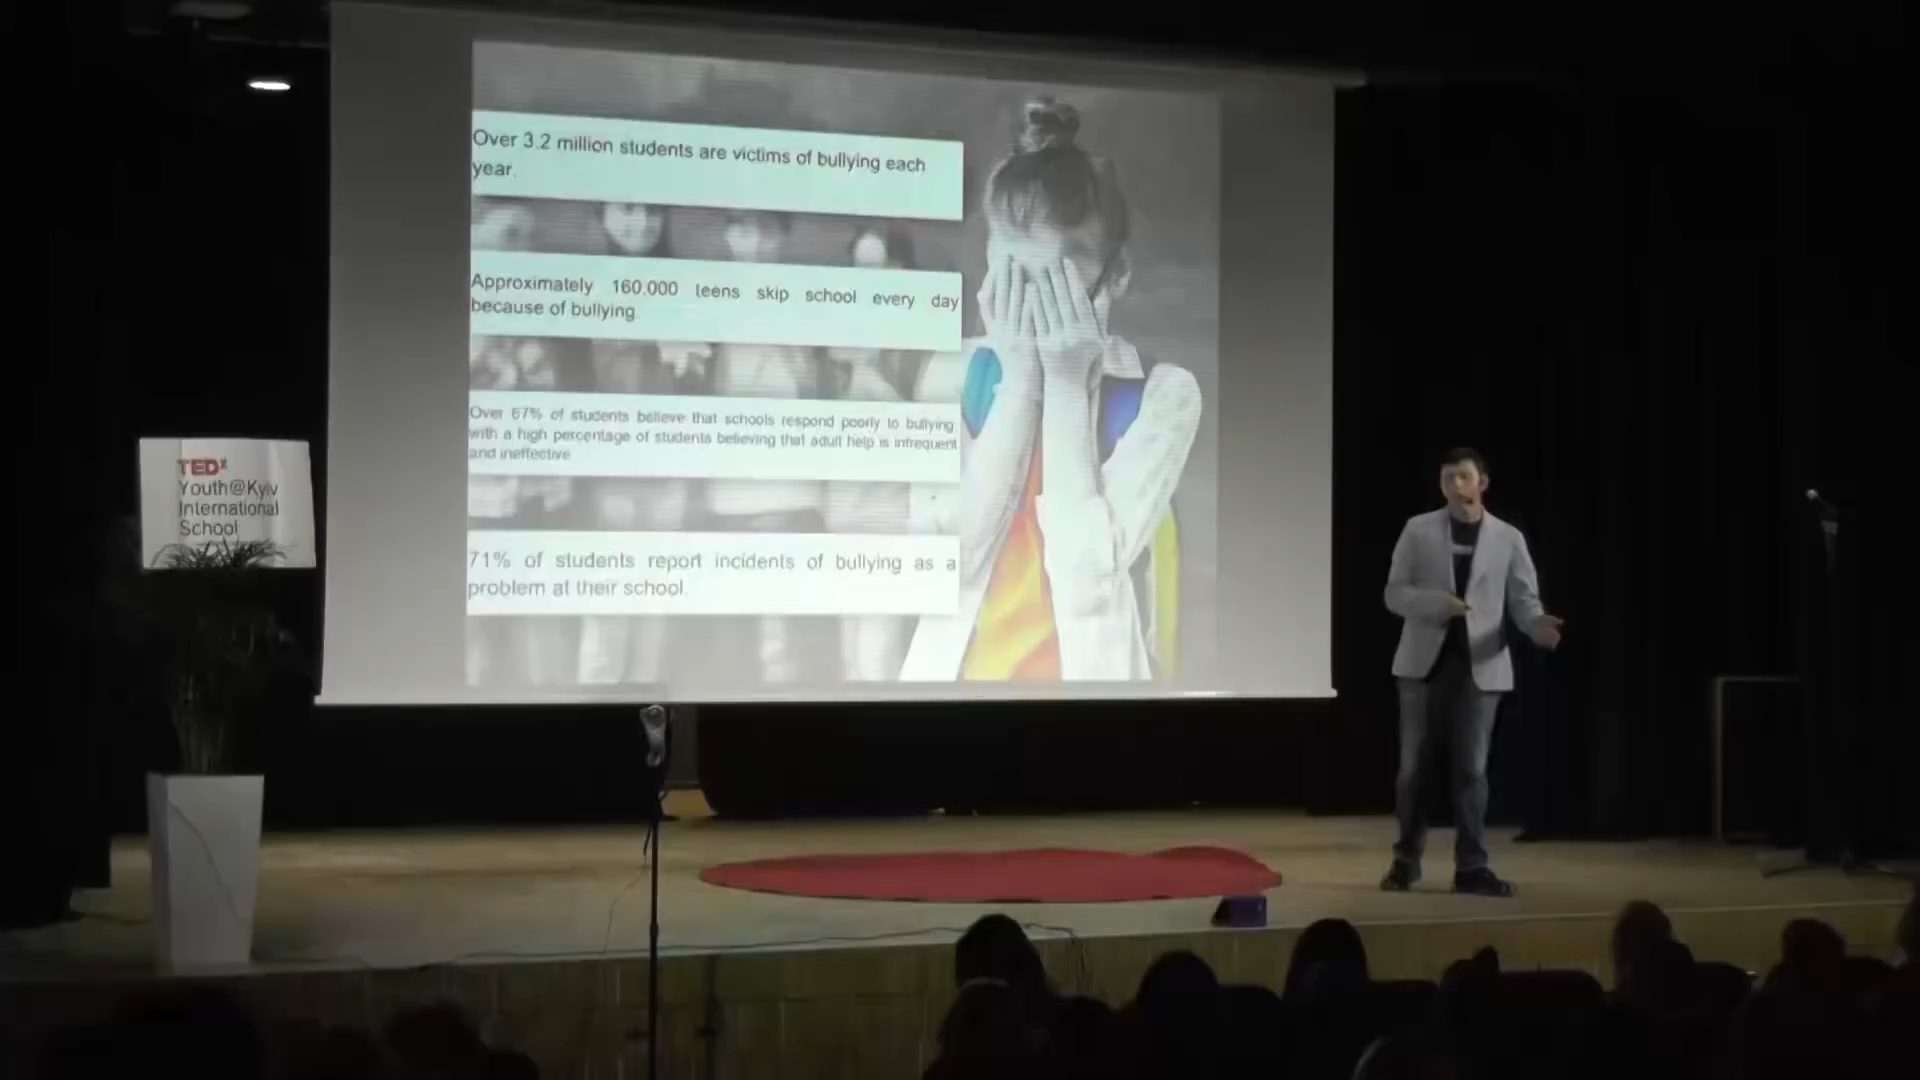 Over 3.2 million students are victims of bullying each
year.
Approximately 160.000 teens skip school every day
because of bullying
Over 67% of students believe that schools respond poorly to bullying
with a high percentage of students believing that adult help is infrequent
and ineffective
71% of students report incidents of bullying as a
problem at their school.
TEDx
Youth@Kyiv
International
School